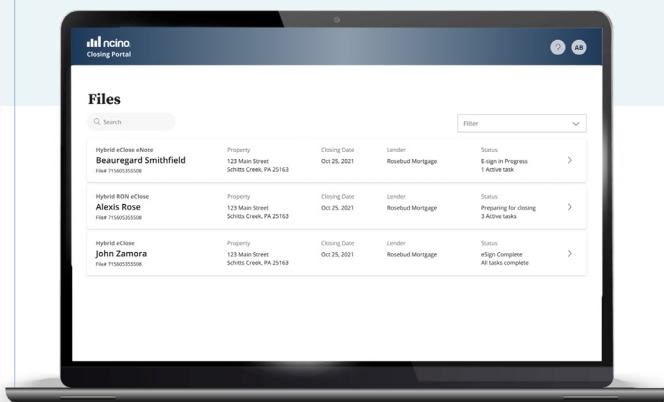 ncino
Closing Portal
? AB
Files
Search
Filter
Hybrid eClose eNote
Beauregard Smithfield
File# 715605355508
Property
123 Main Street
Schitts Creek, PA 25163
Closing Date
Oct 25, 2021
Lender
Rosebud Mortgage
Status
E-sign in Progress
1 Active task
Hybrid RON eClose
Alexis Rose
File# 715605355508
Property
123 Main Street
Schitts Creek, PA 25163
Closing Date
Oct 25, 2021
Lender
Rosebud Mortgage
Status
Preparing for closing
3 Active tasks
Hybrid eClose
John Zamora
File# 715605355508
Property
123 Main Street
Schitts Creek, PA 25163
Closing Date
Oct 25, 2021
Lender
Rosebud Mortgage
Status
eSign Complete
All tasks complete